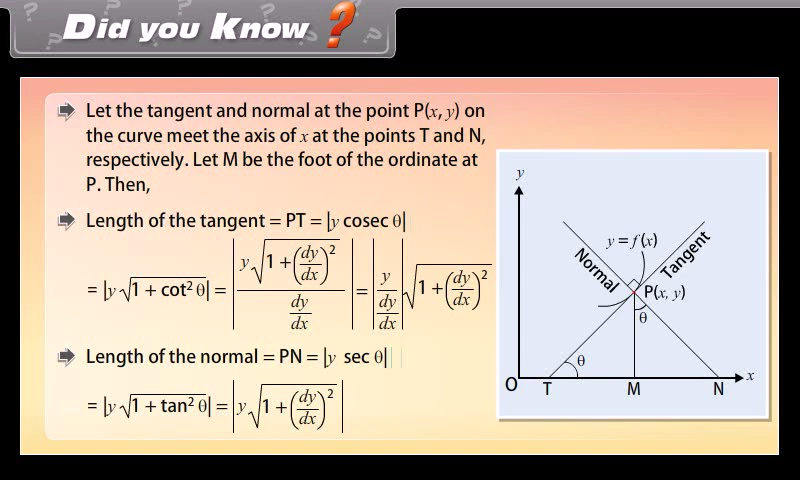 Did you Know ?
Let the tangent and normal at the point P(x, y) on
the curve meet the axis of x at the points T and N,
respectively. Let M be the foot of the ordinate at
P. Then,
Length of the tangent = PT = |y cosec θ|
= |y √(1 + cot² θ)| = |y √(1 + (dy/dx)²) / (dy/dx)| = |y / (dy/dx)| √(1 + (dy/dx)²)
Length of the normal = PN = |y sec θ|
= |y √(1 + tan² θ)| = |y √(1 + (dy/dx)²)|
y
y = f(x)
Normal
Tangent
P(x, y)
θ
θ
O
T
M
N
x